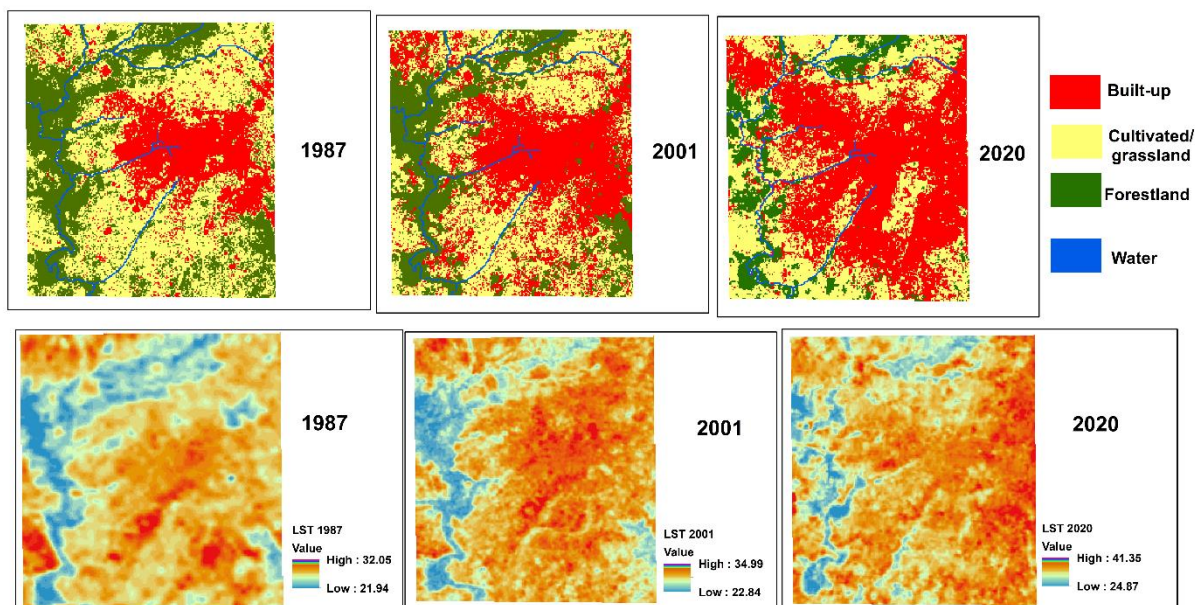 1987
2001
2020
Built-up
Cultivated/
grassland
Forestland
Water
1987
LST 1987
Value
High : 32.05
Low : 21.94
2001
LST 2001
Value
High : 34.99
Low : 22.84
2020
LST 2020
Value
High : 41.35
Low : 24.87